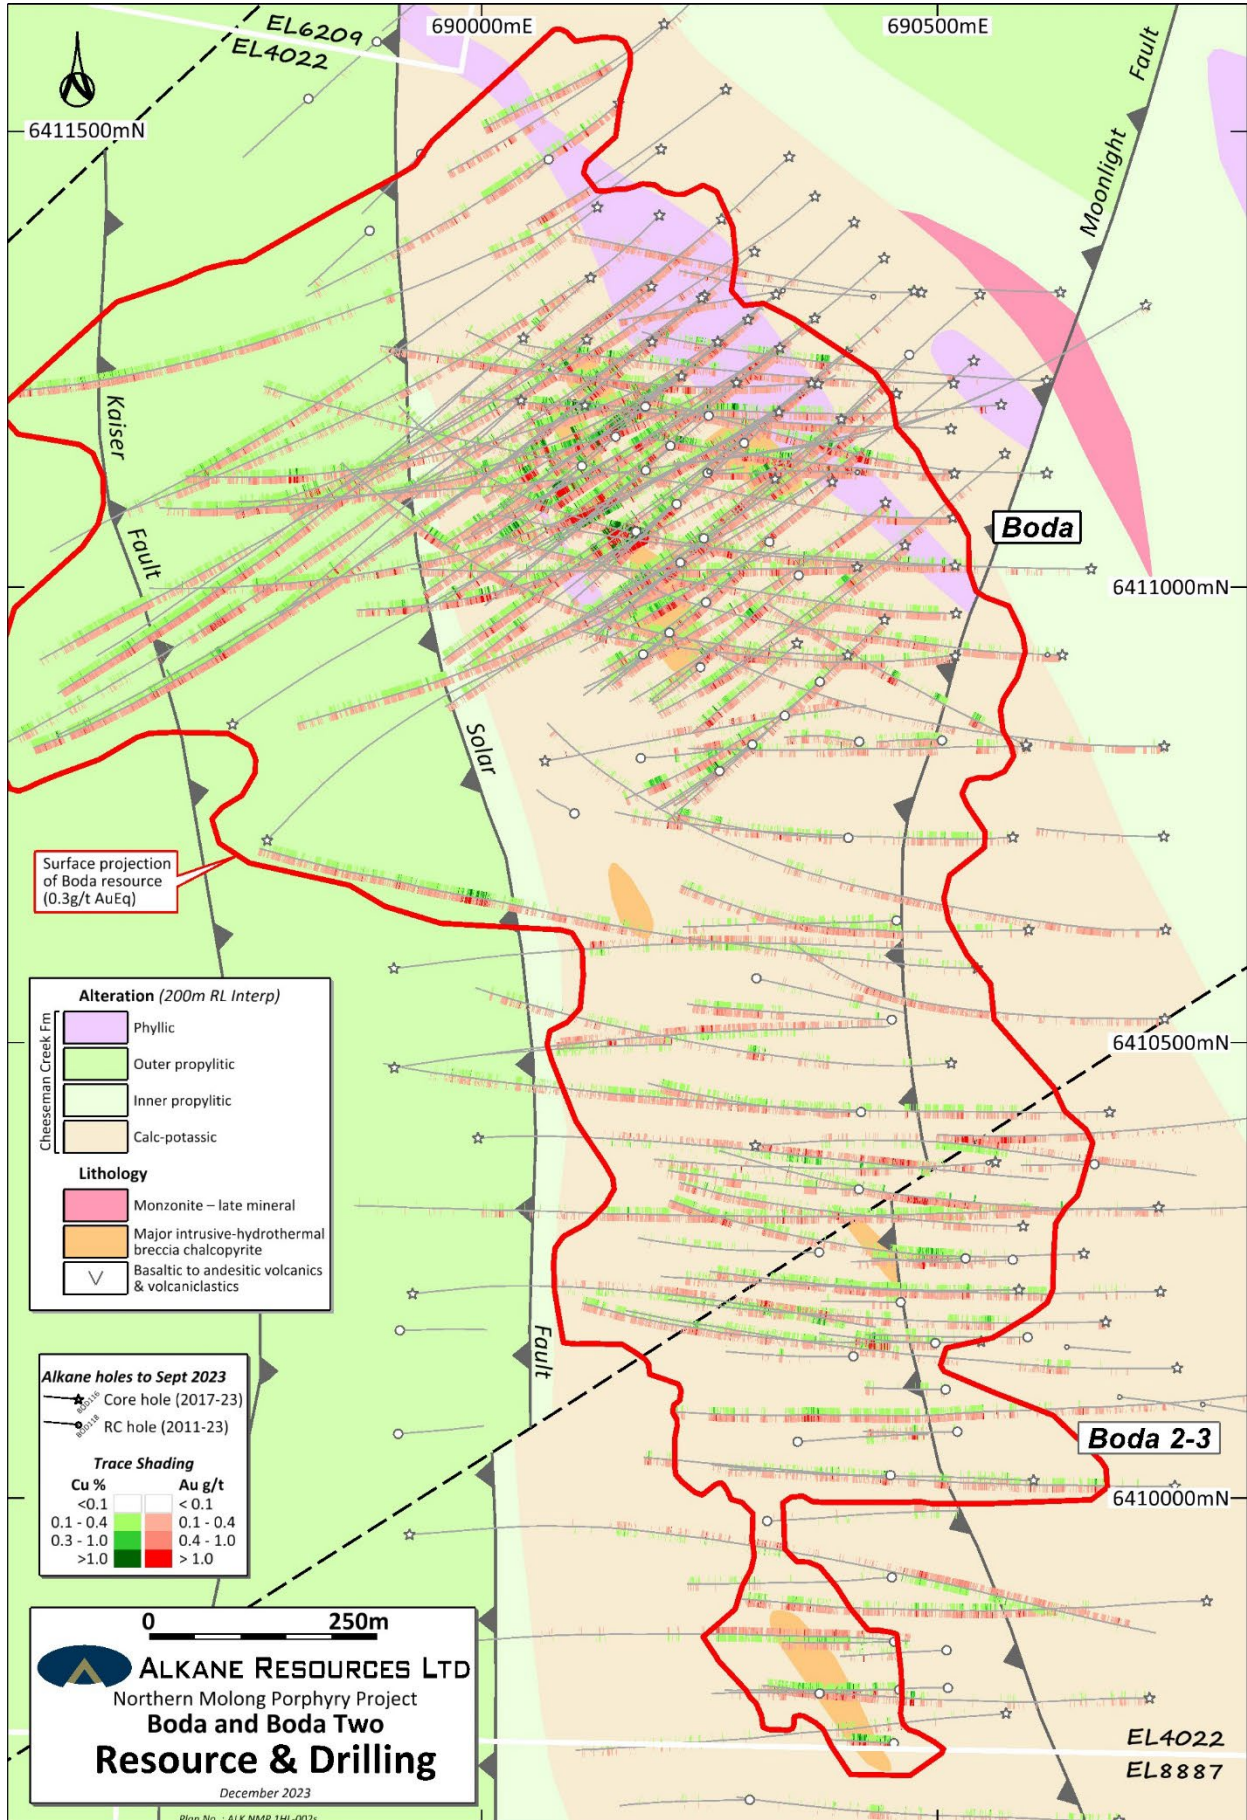 690000mE
690500mE
EL6209
EL4022
6411500mN
Moonlight Fault
Kaiser Fault
Boda
6411000mN
Solar Fault
Surface projection
of Boda resource
(0.3g/t AuEq)
Alteration (200m RL Interp)
Cheeseman Creek Fm
Phyllic
Outer propylitic
Inner propylitic
Calc-potassic
Lithology
Monzonite – late mineral
Major intrusive-hydrothermal
breccia chalcopyrite
V
Basaltic to andesitic volcanics
& volcaniclastics
6410500mN
Alkane holes to Sept 2023
BOD116 Core hole (2017-23)
BOD118 RC hole (2011-23)
Trace Shading
Cu % Au g/t
<0.1 < 0.1
0.1 - 0.4 0.1 - 0.4
0.3 - 1.0 0.4 - 1.0
>1.0 > 1.0
Boda 2-3
6410000mN
0 250m
ALKANE RESOURCES LTD
Northern Molong Porphyry Project
Boda and Boda Two
Resource & Drilling
December 2023
EL4022
EL8887